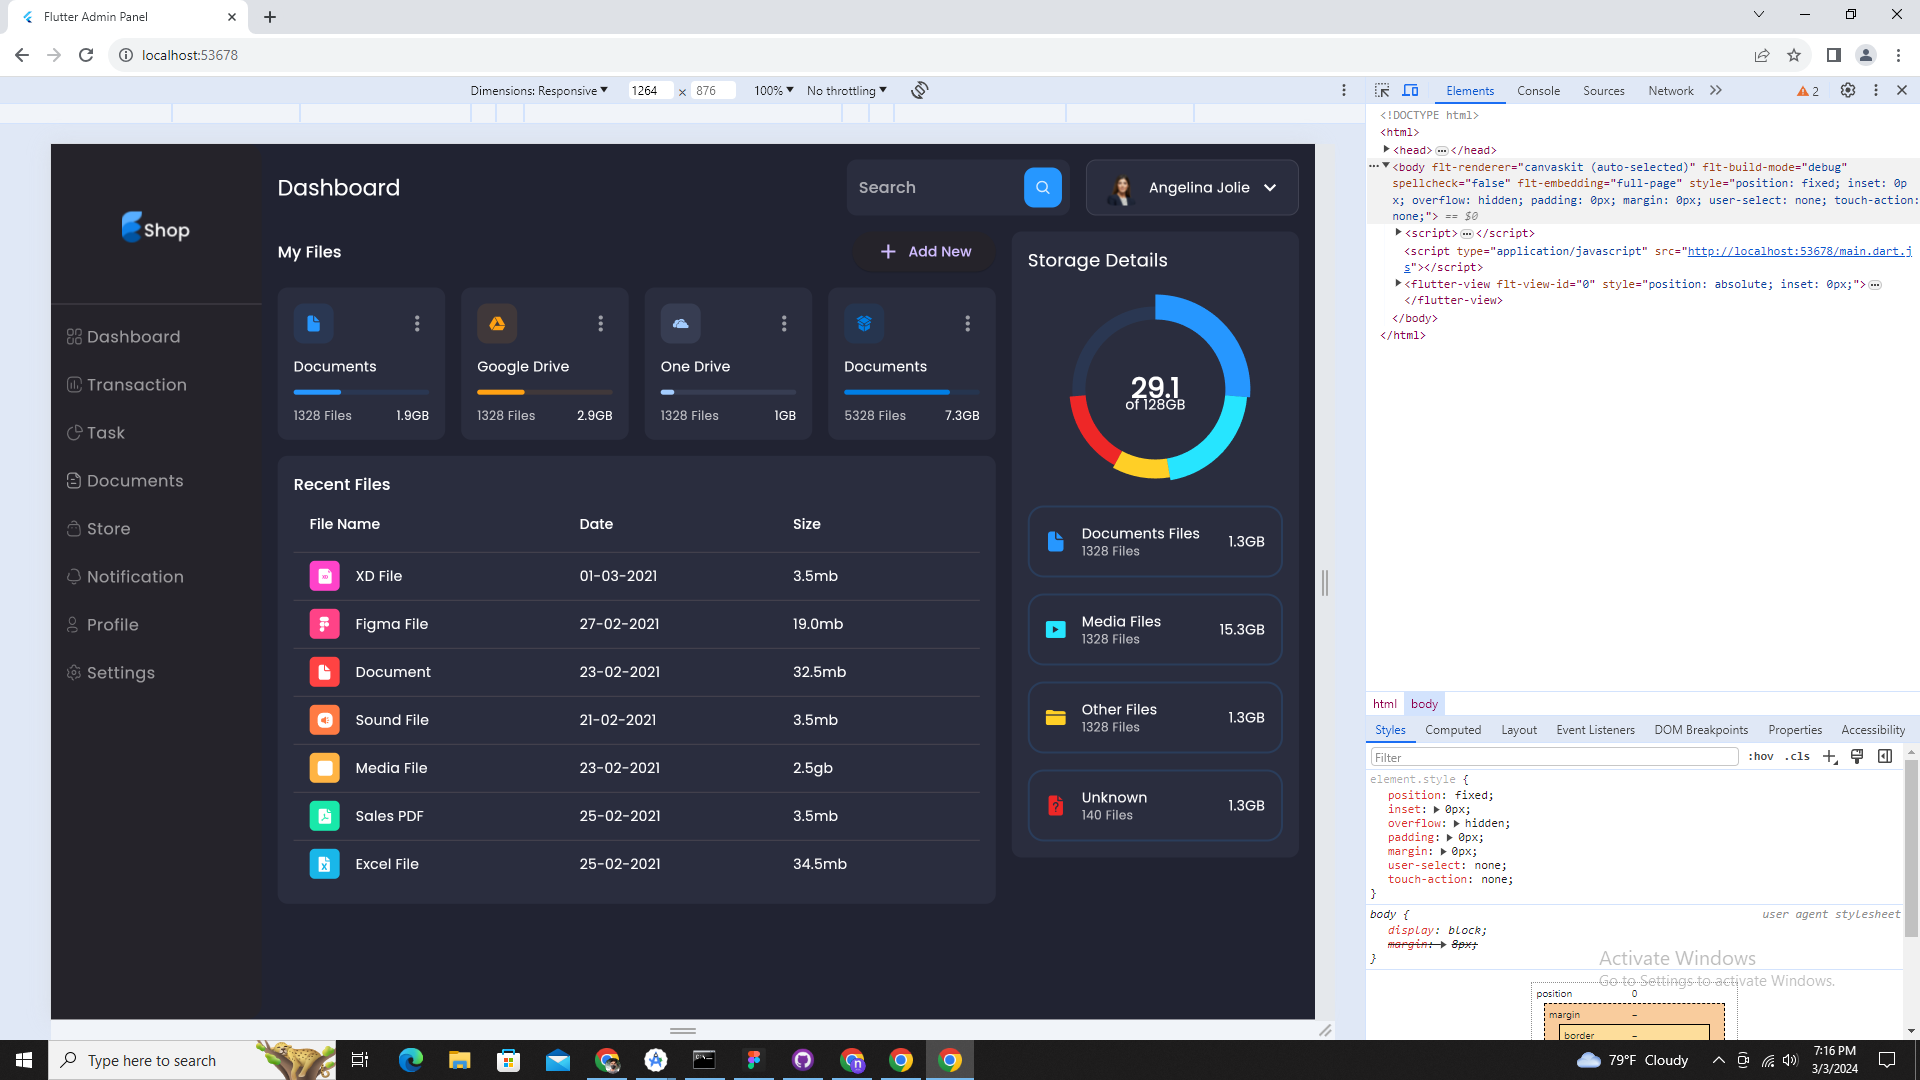 Flutter Admin Panel
localhost:53678
Dimensions: Responsive 1264 × 876 100% No throttling
Elements Console Sources Network 2
Shop
Dashboard
Transaction
Task
Documents
Store
Notification
Profile
Settings
Dashboard
Search
Angelina Jolie
My Files
Add New
Documents
1328 Files 1.9GB
Google Drive
1328 Files 2.9GB
One Drive
1328 Files 1GB
Documents
5328 Files 7.3GB
Recent Files
File Name Date Size
XD File 01-03-2021 3.5mb
Figma File 27-02-2021 19.0mb
Document 23-02-2021 32.5mb
Sound File 21-02-2021 3.5mb
Media File 23-02-2021 2.5gb
Sales PDF 25-02-2021 3.5mb
Excel File 25-02-2021 34.5mb
Storage Details
29.1
of 128GB
Documents Files
1328 Files
1.3GB
Media Files
1328 Files
15.3GB
Other Files
1328 Files
1.3GB
Unknown
140 Files
1.3GB
<!DOCTYPE html>
<html>
<head> … </head>
<body flt-renderer="canvaskit (auto-selected)" flt-build-mode="debug"
spellcheck="false" flt-embedding="full-page" style="position: fixed; inset: 0p
x; overflow: hidden; padding: 0px; margin: 0px; user-select: none; touch-action:
none;"> == $0
<script> … </script>
<script type="application/javascript" src="http://localhost:53678/main.dart.j
s"></script>
<flutter-view flt-view-id="0" style="position: absolute; inset: 0px;"> …
</flutter-view>
</body>
</html>
html body
Styles Computed Layout Event Listeners DOM Breakpoints Properties Accessibility
Filter :hov .cls
element.style {
position: fixed;
inset: 0px;
overflow: hidden;
padding: 0px;
margin: 0px;
user-select: none;
touch-action: none;
}
body { user agent stylesheet
display: block;
margin: 8px;
}
Activate Windows
Go to Settings to activate Windows.
position 0
margin –
border –
Type here to search
79°F Cloudy
7:16 PM
3/3/2024